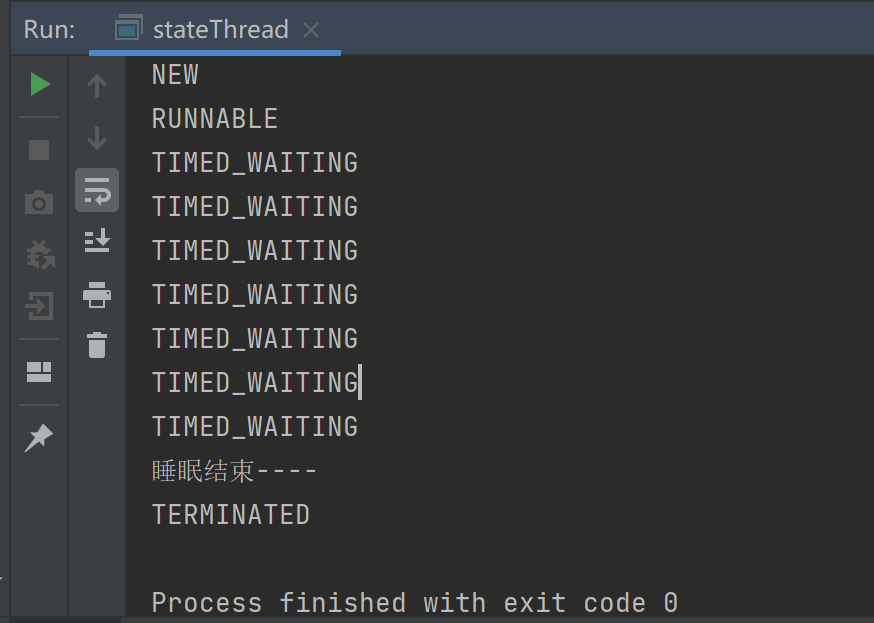 Run: stateThread
NEW
RUNNABLE
TIMED_WAITING
TIMED_WAITING
TIMED_WAITING
TIMED_WAITING
TIMED_WAITING
TIMED_WAITING
TIMED_WAITING
睡眠结束----
TERMINATED
Process finished with exit code 0